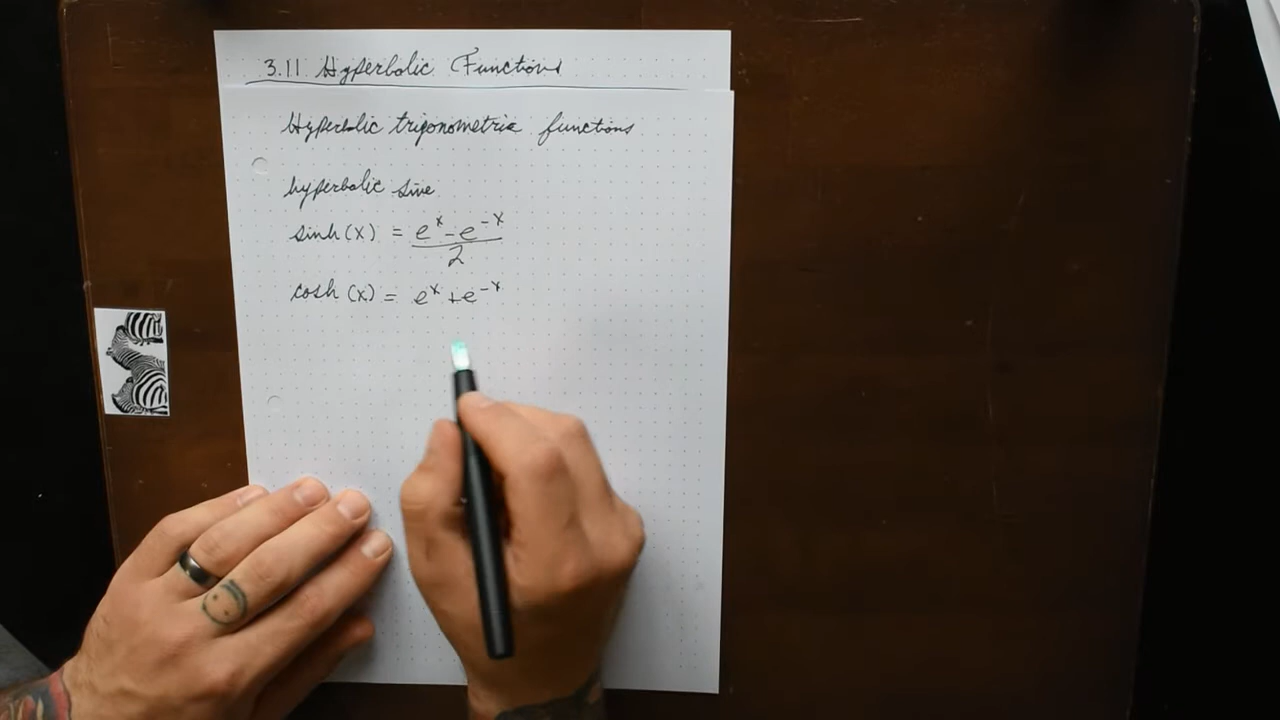 3.11 Hyperbolic Functions
Hyperbolic trigonometric functions
hyperbolic sine
sinh(x) = e^x - e^-x
2
cosh(x) = e^x + e^-x